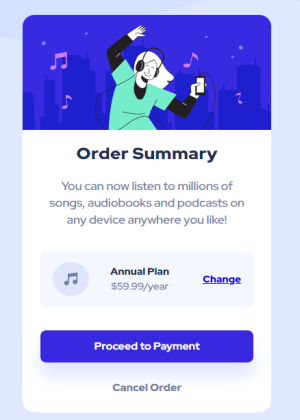 Order Summary
You can now listen to millions of
songs, audiobooks and podcasts on
any device anywhere you like!
Annual Plan
$59.99/year
Change
Proceed to Payment
Cancel Order